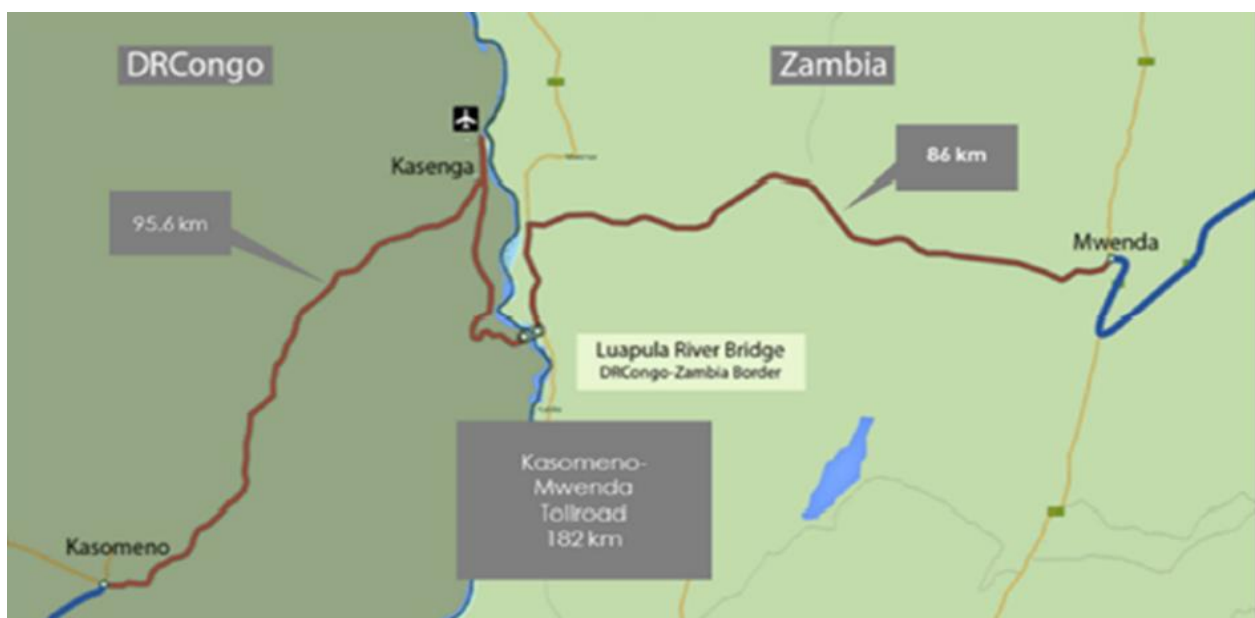 DRCongo
Zambia
86 km
Kasenga
95.6 km
Mwenda
Luapula River Bridge
DRCongo-Zambia Border
Kasomeno-
Mwenda
Tollroad
182 km
Kasomeno